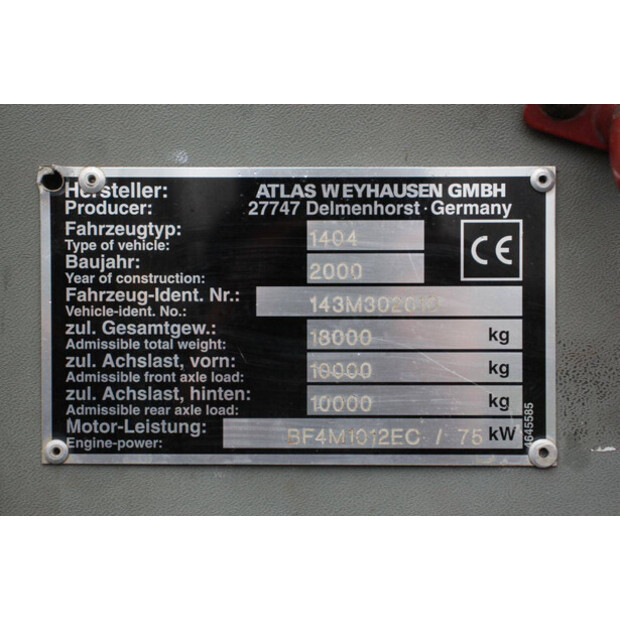 Hersteller: ATLAS WEYHAUSEN GMBH
Producer: 27747 Delmenhorst · Germany
Fahrzeugtyp: 1404
Type of vehicle:
CE
Baujahr: 2000
Year of construction:
Fahrzeug-Ident. Nr.:
Vehicle-ident. No.:
zul. Gesamtgew.: 18000 kg
Admissible total weight:
zul. Achslast, vorn: 10000 kg
Admissible front axle load:
zul. Achslast, hinten: 10000 kg
Admissible rear axle load:
Motor-Leistung: BF4M1012EC / 75 kW
Engine-power:
4645585